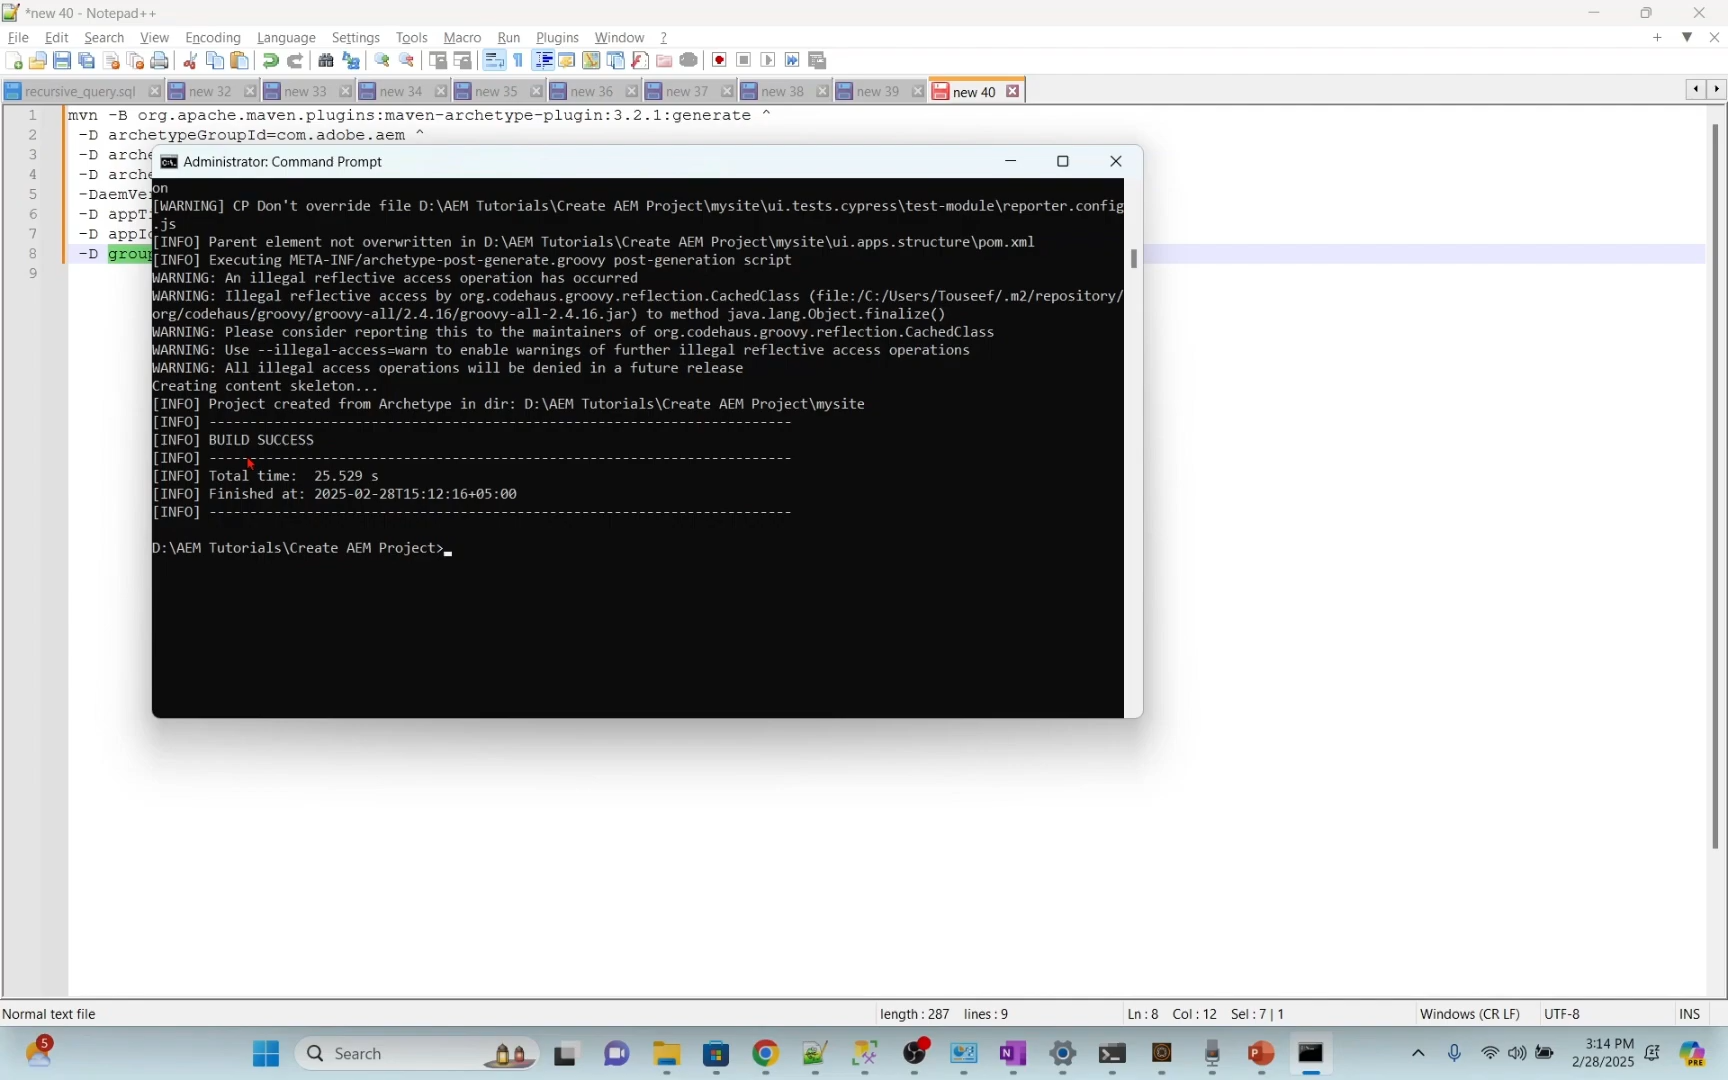 *new 40 - Notepad++
File Edit Search View Encoding Language Settings Tools Macro Run Plugins Window ?
recursive_query.sql new 32 new 33 new 34 new 35 new 36 new 37 new 38 new 39 new 40
1 mvn -B org.apache.maven.plugins:maven-archetype-plugin:3.2.1:generate ^
2 -D archetypeGroupId=com.adobe.aem ^
3 -D arche
4 -D arche
5 -DaemVe
6 -D appT
7 -D appI
8 -D group
9
Administrator: Command Prompt
on
[WARNING] CP Don't override file D:\AEM Tutorials\Create AEM Project\mysite\ui.tests.cypress\test-module\reporter.config
.js
[INFO] Parent element not overwritten in D:\AEM Tutorials\Create AEM Project\mysite\ui.apps.structure\pom.xml
[INFO] Executing META-INF/archetype-post-generate.groovy post-generation script
WARNING: An illegal reflective access operation has occurred
WARNING: Illegal reflective access by org.codehaus.groovy.reflection.CachedClass (file:/C:/Users/Touseef/.m2/repository/
org/codehaus/groovy/groovy-all/2.4.16/groovy-all-2.4.16.jar) to method java.lang.Object.finalize()
WARNING: Please consider reporting this to the maintainers of org.codehaus.groovy.reflection.CachedClass
WARNING: Use --illegal-access=warn to enable warnings of further illegal reflective access operations
WARNING: All illegal access operations will be denied in a future release
Creating content skeleton...
[INFO] Project created from Archetype in dir: D:\AEM Tutorials\Create AEM Project\mysite
[INFO] ------------------------------------------------------------------------
[INFO] BUILD SUCCESS
[INFO] ------------------------------------------------------------------------
[INFO] Total time:  25.529 s
[INFO] Finished at: 2025-02-28T15:12:16+05:00
[INFO] ------------------------------------------------------------------------
D:\AEM Tutorials\Create AEM Project>
Normal text file length : 287 lines : 9 Ln : 8 Col : 12 Sel : 7 | 1 Windows (CR LF) UTF-8 INS
5 Search 3:14 PM
2/28/2025 PRE